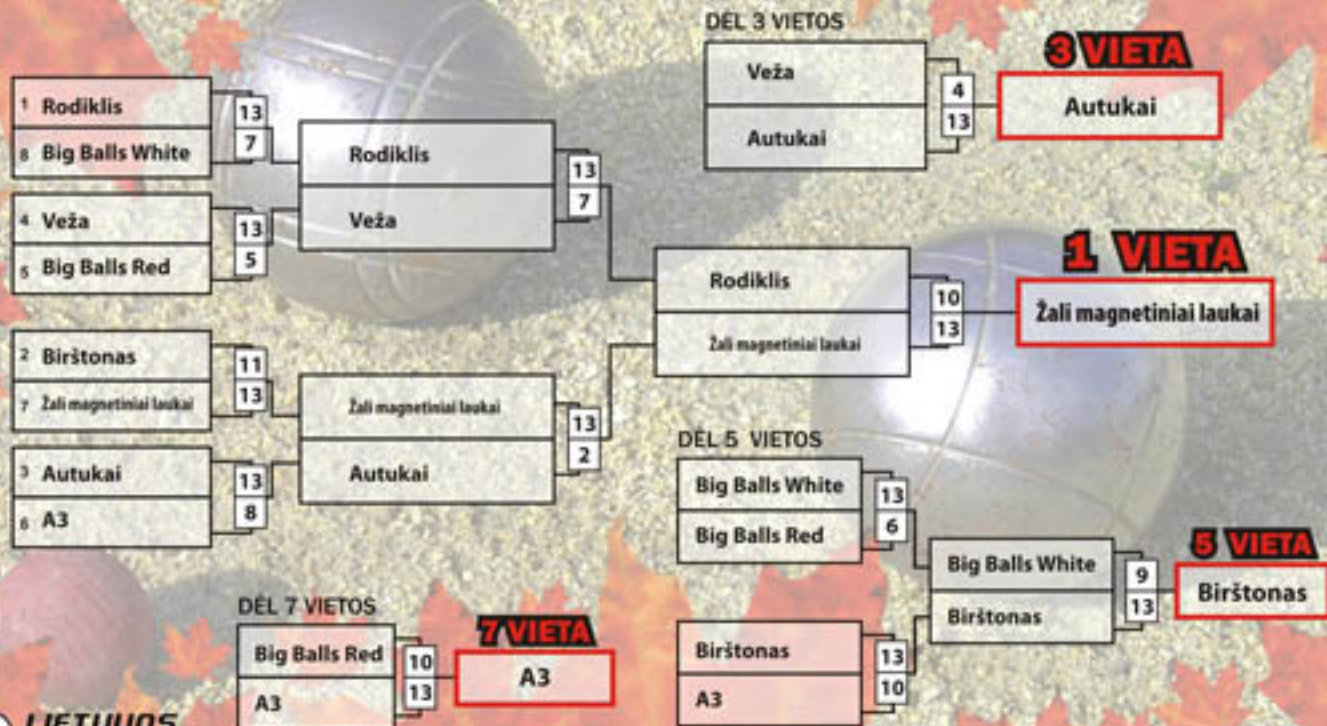 DĖL 3 VIETOS
Veža
Autukai
4
13
3 VIETA
Autukai
1 Rodiklis
8 Big Balls White
13
7
4 Veža
5 Big Balls Red
13
5
Rodiklis
Veža
13
7
2 Birštonas
7 Žali magnetiniai laukai
11
13
3 Autukai
6 A3
13
8
Žali magnetiniai laukai
Autukai
13
2
Rodiklis
Žali magnetiniai laukai
10
13
1 VIETA
Žali magnetiniai laukai
DĖL 5 VIETOS
Big Balls White
Big Balls Red
13
6
Birštonas
A3
13
10
Big Balls White
Birštonas
9
13
5 VIETA
Birštonas
DĖL 7 VIETOS
Big Balls Red
A3
10
13
7 VIETA
A3
LIETUVOS